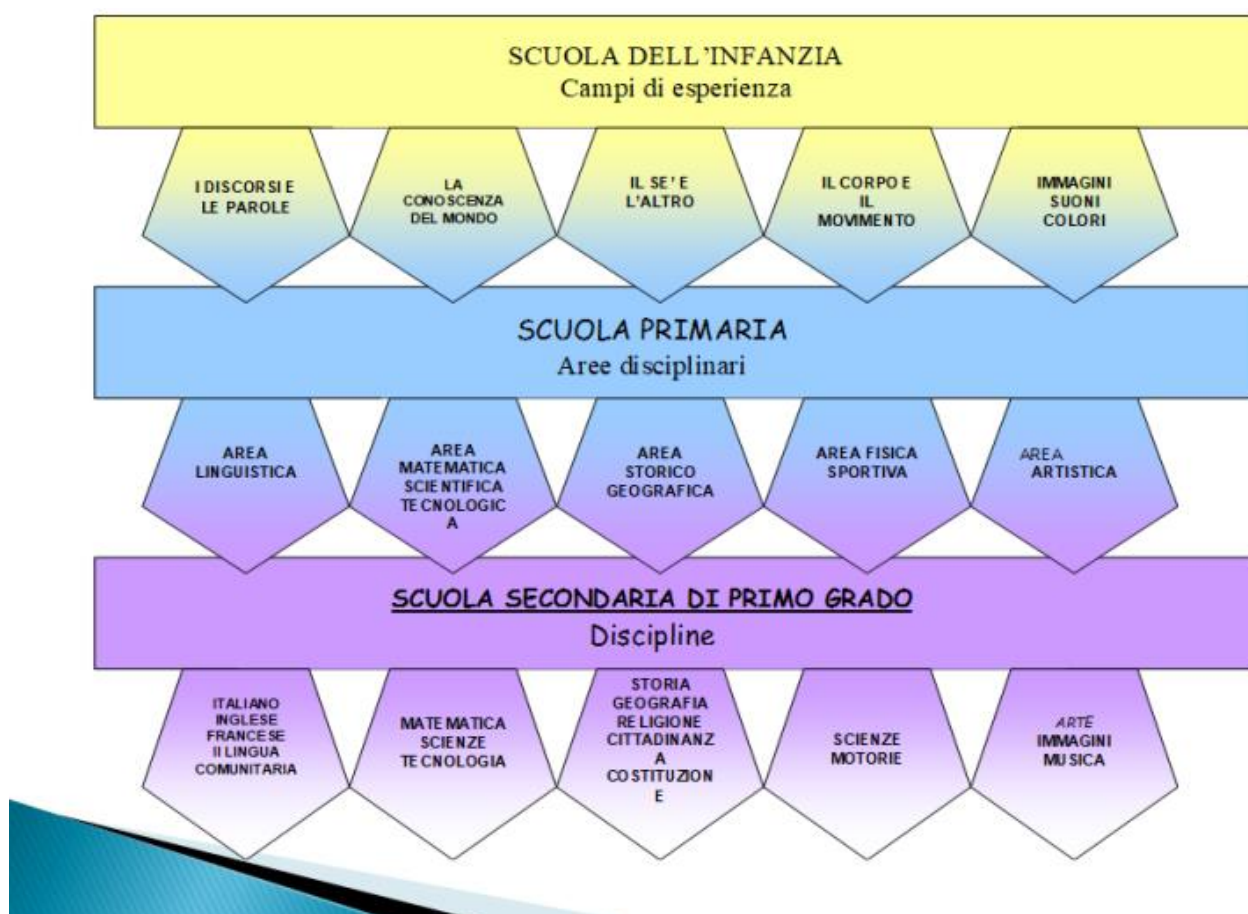 SCUOLA DELL'INFANZIA
Campi di esperienza
I DISCORSI E
LE PAROLE
LA
CONOSCENZA
DEL MONDO
IL SE' E
L'ALTRO
IL CORPO E
IL
MOVIMENTO
IMMAGINI
SUONI
COLORI
SCUOLA PRIMARIA
Aree disciplinari
AREA
LINGUISTICA
AREA
MATEMATICA
SCIENTIFICA
TECNOLOGIC
A
AREA
STORICO
GEOGRAFICA
AREA FISICA
SPORTIVA
AREA
ARTISTICA
SCUOLA SECONDARIA DI PRIMO GRADO
Discipline
ITALIANO
INGLESE
FRANCESE
II LINGUA
COMUNITARIA
MATEMATICA
SCIENZE
TECNOLOGIA
STORIA
GEOGRAFIA
RELIGIONE
CITTADINANZ
A
COSTITUZION
E
SCIENZE
MOTORIE
ARTE
IMMAGINI
MUSICA